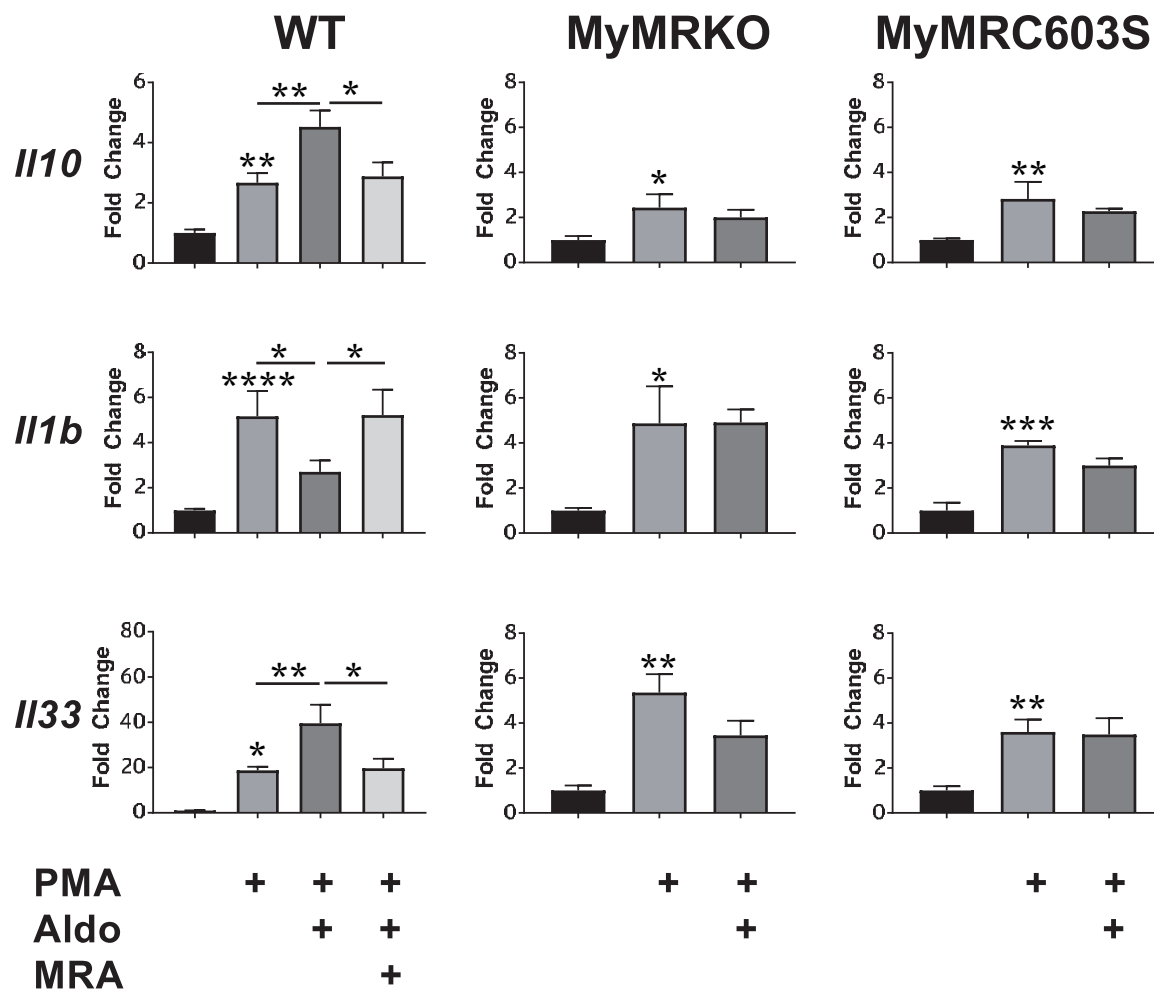 WT MyMRKO MyMRC603S
Il10
Fold Change
6
4
2
0
** ** *
Fold Change
8
6
4
2
0
*
Fold Change
8
6
4
2
0
**
Il1b
Fold Change
8
6
4
2
0
**** * *
Fold Change
8
6
4
2
0
*
Fold Change
8
6
4
2
0
***
Il33
Fold Change
80
60
40
20
0
* ** *
Fold Change
8
6
4
2
0
**
Fold Change
8
6
4
2
0
**
PMA + + + + + + +
Aldo + + + +
MRA +